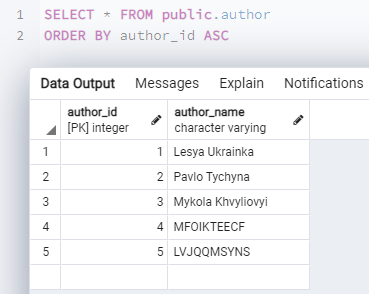 1 SELECT * FROM public.author
2 ORDER BY author_id ASC
Data Output Messages Explain Notifications
author_id author_name
[PK] integer character varying
1 1 Lesya Ukrainka
2 2 Pavlo Tychyna
3 3 Mykola Khvyliovyi
4 4 MFOIKTEECF
5 5 LVJQQMSYNS